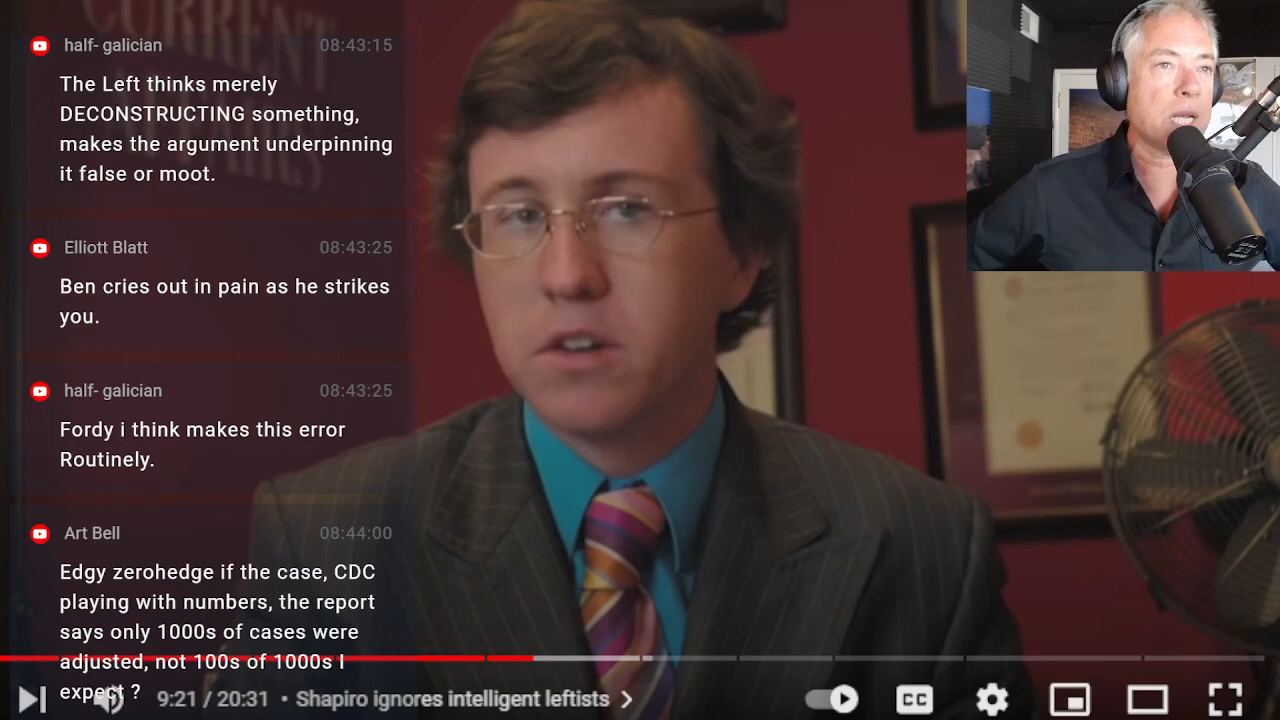 CURRENT
AFFAIRS
half- galician 08:43:15
The Left thinks merely
DECONSTRUCTING something,
makes the argument underpinning
it false or moot.
Elliott Blatt 08:43:25
Ben cries out in pain as he strikes
you.
half- galician 08:43:25
Fordy i think makes this error
Routinely.
Art Bell 08:44:00
Edgy zerohedge if the case, CDC
playing with numbers, the report
says only 1000s of cases were
adjusted, not 100s of 1000s I
expect ?
9:21 / 20:31 • Shapiro ignores intelligent leftists
CC